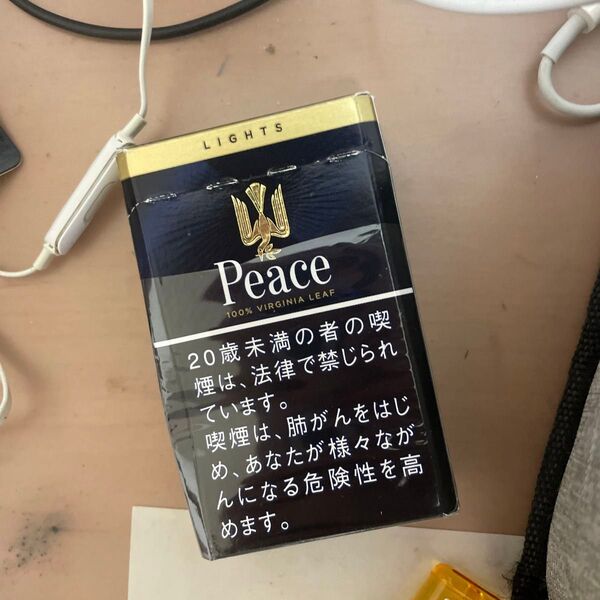 LIGHTS
Peace
100% VIRGINIA LEAF
20歳未満の者の喫
煙は、法律で禁じられ
ています。
喫煙は、肺がんをはじ
め、あなたが様々なが
んになる危険性を高
めます。